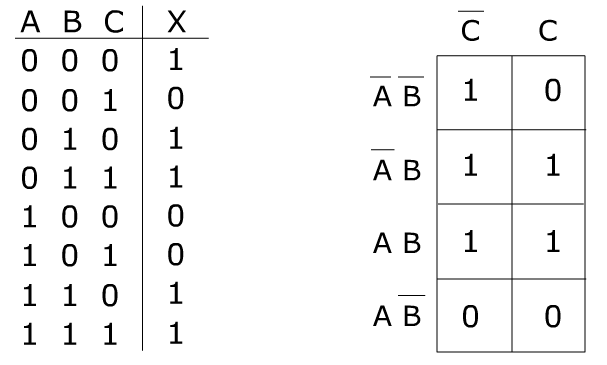 A B C X
0 0 0 1
0 0 1 0
0 1 0 1
0 1 1 1
1 0 0 0
1 0 1 0
1 1 0 1
1 1 1 1
C̅ C
A̅ B̅ 1 0
A̅ B 1 1
A B 1 1
A B̅ 0 0